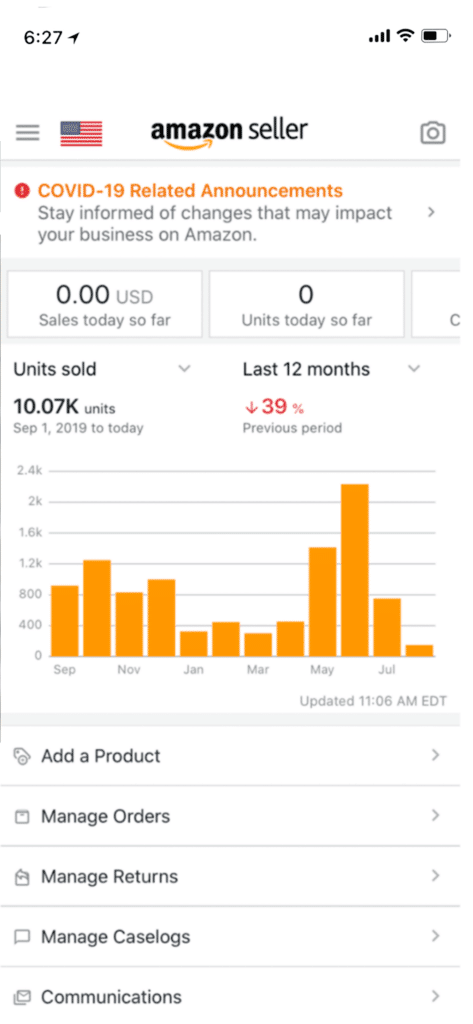 6:27
amazon seller
COVID-19 Related Announcements
Stay informed of changes that may impact
your business on Amazon.
0.00 USD
Sales today so far
0
Units today so far
C
Units sold
Last 12 months
10.07K units
39 %
Sep 1, 2019 to today
Previous period
2.4k
2k
1.6k
1.2k
800
400
0
Sep
Nov
Jan
Mar
May
Jul
Updated 11:06 AM EDT
Add a Product
Manage Orders
Manage Returns
Manage Caselogs
Communications